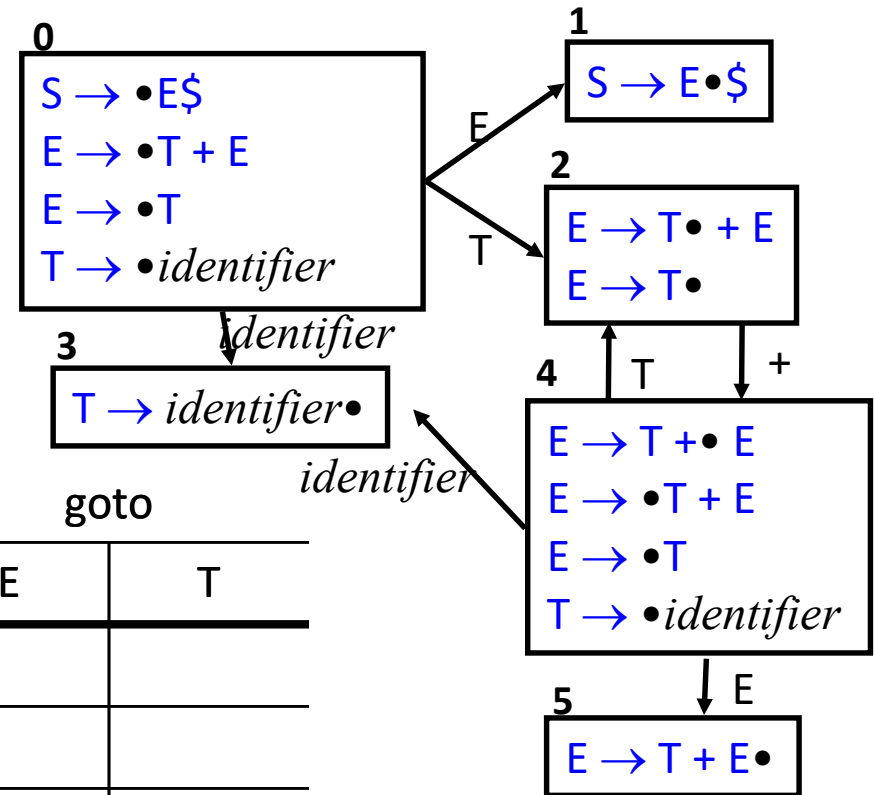 0
S → •E$
E → •T + E
E → •T
T → •identifier
E
T
1
S → E•$
2
E → T• + E
E → T•
identifier
3
T → identifier•
identifier
T
+
4
E → T +• E
E → •T + E
E → •T
T → •identifier
E
5
E → T + E•
goto
E T